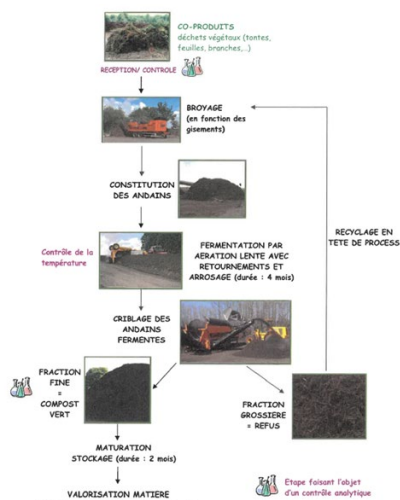 CO-PRODUITS
déchets végétaux (tontes,
feuilles, branches,..)
RECEPTION/ CONTROLE
BROYAGE
(en fonction des
gisements)
CONSTITUTION
DES ANDAINS
RECYCLAGE EN
TETE DE PROCESS
Contrôle de la
température
FERMENTATION PAR
AERATION LENTE AVEC
RETOURNEMENTS ET
ARROSAGE (durée : 4 mois)
CRIBLAGE DES
ANDAINS
FERMENTES
FRACTION
FINE
=
COMPOST
VERT
FRACTION
GROSSIERE
= REFUS
MATURATION
STOCKAGE (durée : 2 mois)
VALORISATION MATIERE
Etape faisant l'objet
d'un contrôle analytique